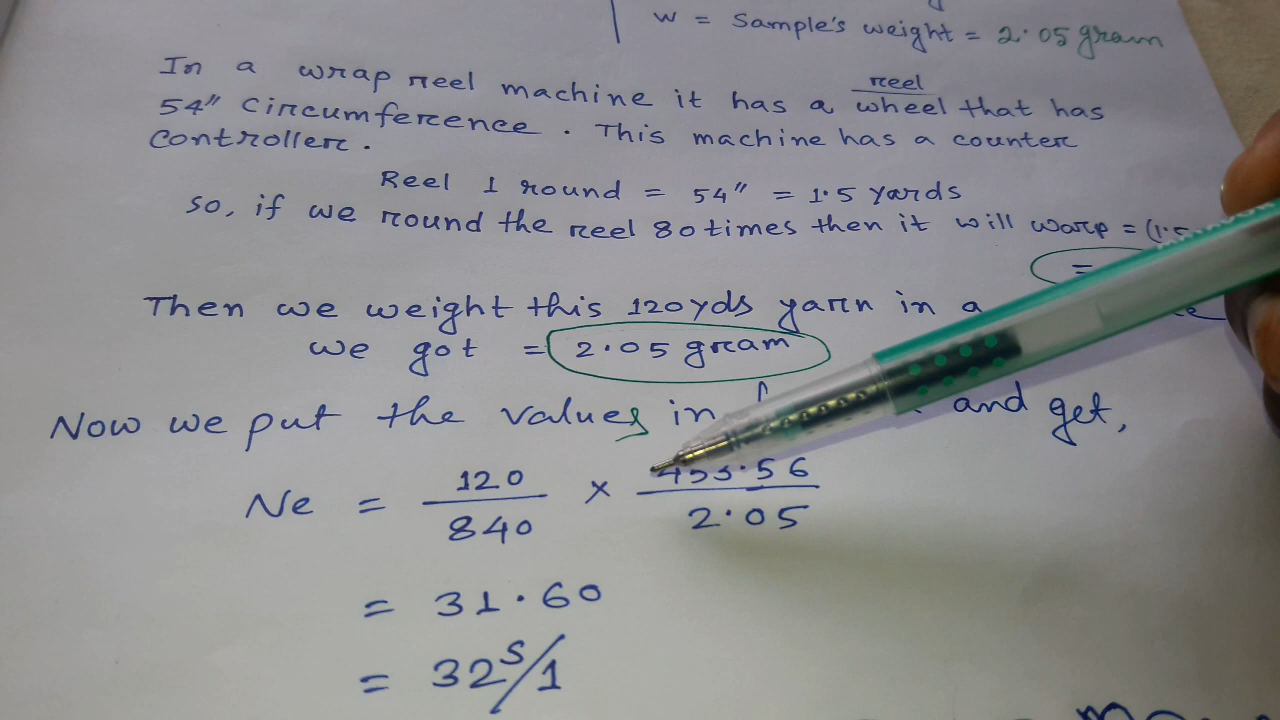 w = Sample's weight = 2.05 gram
In a wrap reel machine it has a reel wheel that has
54" Circumference. This machine has a counter
controller.
Reel 1 round = 54" = 1.5 yards
so, if we round the reel 80 times then it will warp = (1.5
=
Then we weight this 120yds yarn in a
we got = 2.05 gram
Now we put the values in and get,
Ne = 120/840 × 453.56/2.05
= 31.60
= 32^s/1